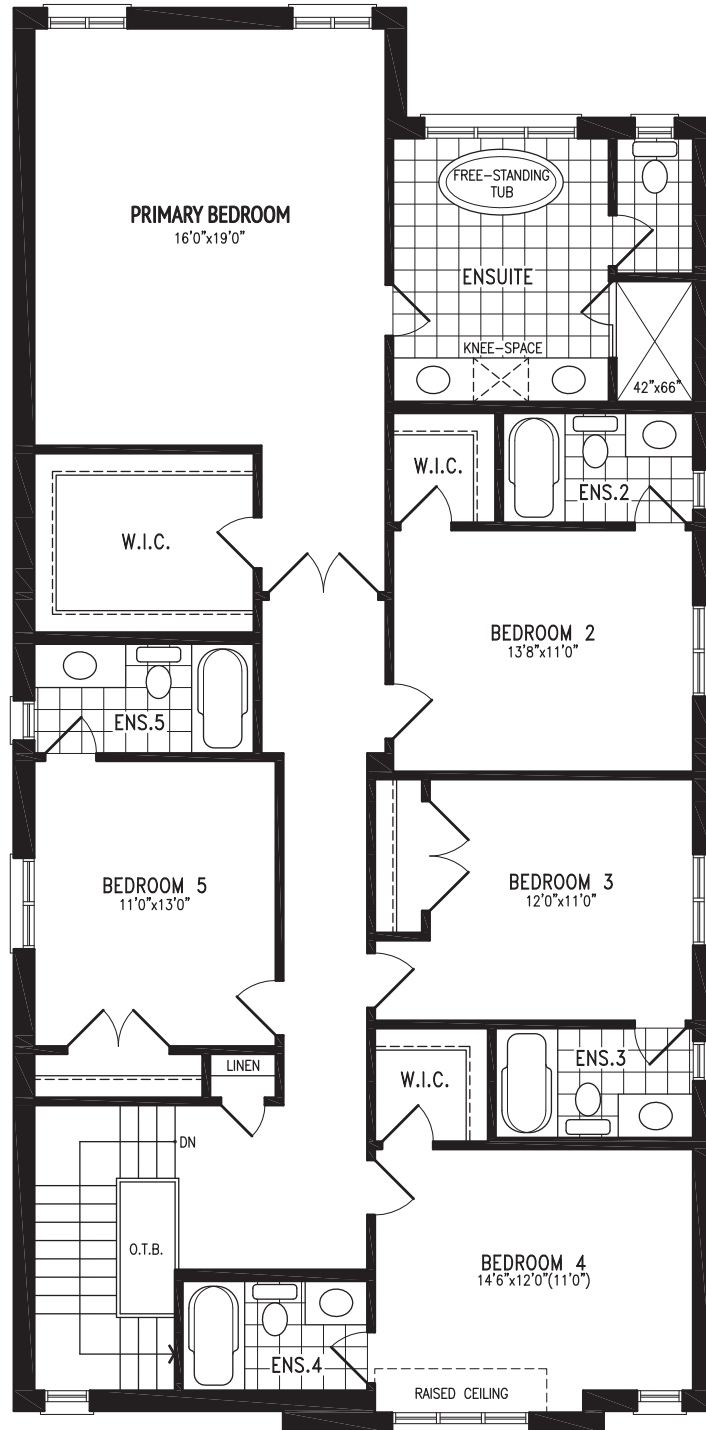 PRIMARY BEDROOM
16'0"x19'0"
FREE-STANDING
TUB
ENSUITE
KNEE-SPACE
42"x66"
W.I.C.
ENS.2
W.I.C.
BEDROOM 2
13'8"x11'0"
ENS.5
BEDROOM 5
11'0"x13'0"
BEDROOM 3
12'0"x11'0"
LINEN
W.I.C.
ENS.3
DN
O.T.B.
BEDROOM 4
14'6"x12'0"(11'0")
ENS.4
RAISED CEILING